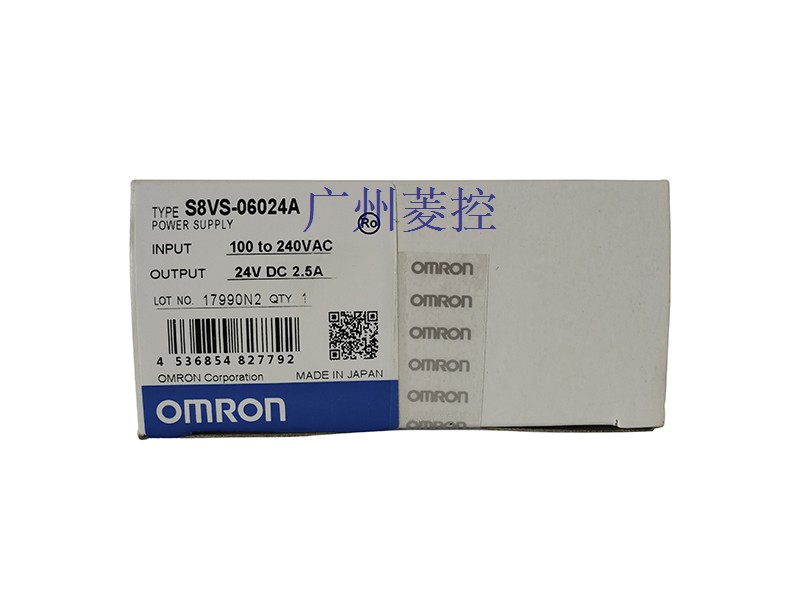 广州菱控
TYPE S8VS-06024A
POWER SUPPLY
Ro
INPUT 100 to 240VAC
OUTPUT 24V DC 2.5A
LOT NO. 17990N2 QTY 1
4 536854 827792
OMRON Corporation MADE IN JAPAN
OMRON
OMRON
OMRON
OMRON
OMRON
OMRON
OMRON